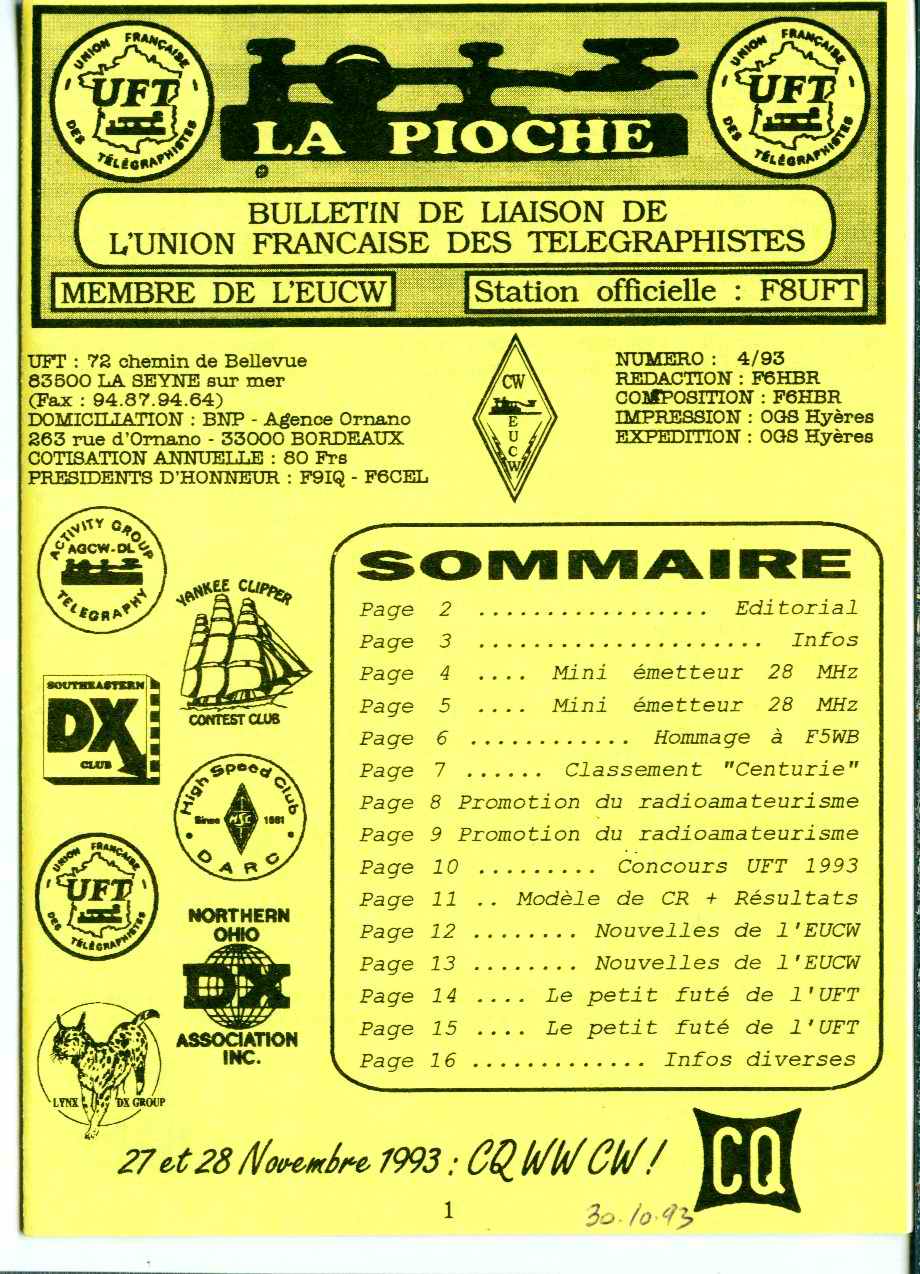 UNION FRANÇAISE
UFT
DES TÉLÉGRAPHISTES
LA PIOCHE
UNION FRANÇAISE
UFT
DES TÉLÉGRAPHISTES
BULLETIN DE LIAISON DE
L'UNION FRANCAISE DES TELEGRAPHISTES
MEMBRE DE L'EUCW
Station officielle : F8UFT
UFT : 72 chemin de Bellevue
83500 LA SEYNE sur mer
(Fax : 94.87.94.64)
DOMICILIATION : BNP - Agence Ornano
263 rue d'Ornano - 33000 BORDEAUX
COTISATION ANNUELLE : 80 Frs
PRESIDENTS D'HONNEUR : F9IQ - F6CEL
CW
E
U
C
W
NUMERO : 4/93
REDACTION : F6HBR
COMPOSITION : F6HBR
IMPRESSION : OGS Hyères
EXPEDITION : OGS Hyères
ACTIVITY GROUP
AGCW-DL
TELEGRAPHY
YANKEE CLIPPER
CONTEST CLUB
SOUTHEASTERN
DX
CLUB
High Speed Club
Since HSC 1951
DARC
UNION FRANÇAISE
UFT
DES TÉLÉGRAPHISTES
NORTHERN
OHIO
DX
ASSOCIATION
INC.
LYNX DX GROUP
SOMMAIRE
Page 2 ................. Editorial
Page 3 ..................... Infos
Page 4 .... Mini émetteur 28 MHz
Page 5 .... Mini émetteur 28 MHz
Page 6 ............ Hommage à F5WB
Page 7 ...... Classement "Centurie"
Page 8 Promotion du radioamateurisme
Page 9 Promotion du radioamateurisme
Page 10 ......... Concours UFT 1993
Page 11 .. Modèle de CR + Résultats
Page 12 ........ Nouvelles de l'EUCW
Page 13 ........ Nouvelles de l'EUCW
Page 14 .... Le petit futé de l'UFT
Page 15 .... Le petit futé de l'UFT
Page 16 ............. Infos diverses
27 et 28 Novembre 1993 : CQ WW CW !
CQ
1
30.10.93